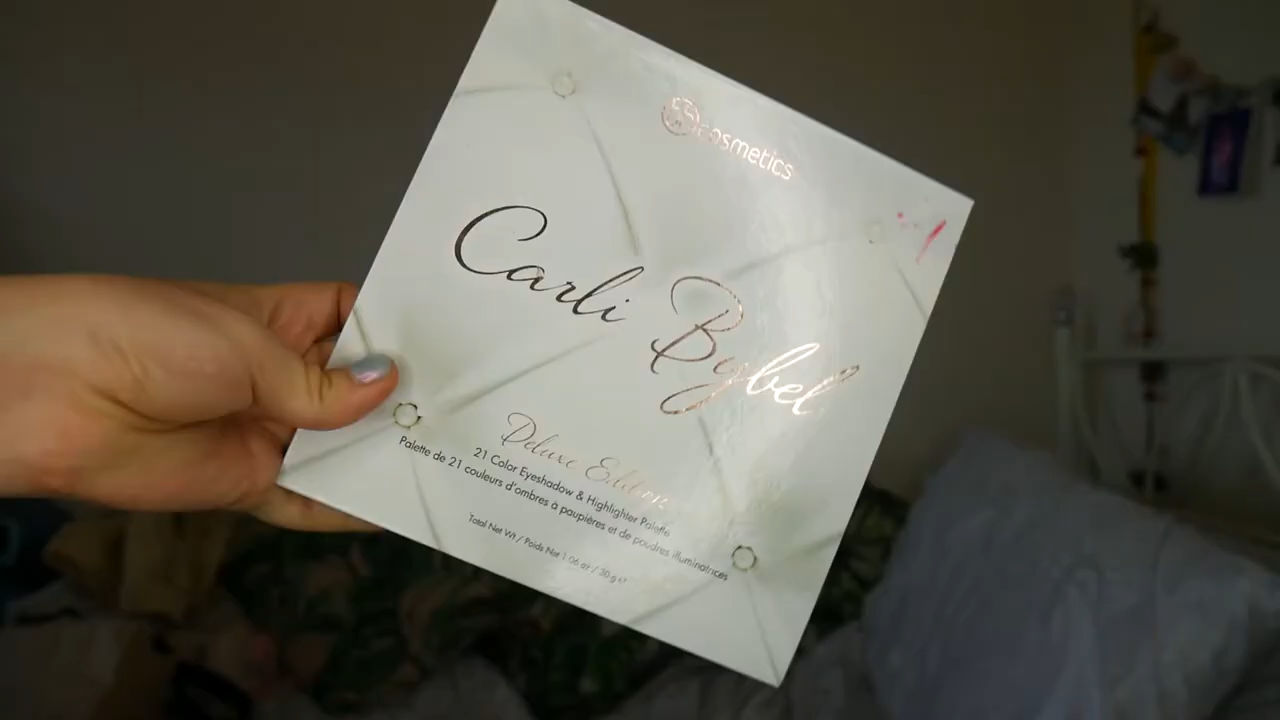 BH cosmetics
Carli Bybel
Deluxe Edition
21 Color Eyeshadow & Highlighter Palette
Palette de 21 couleurs d'ombres à paupières et de poudres illuminatrices
Total Net Wt / Poids Net 1.06 oz / 30 g ℮